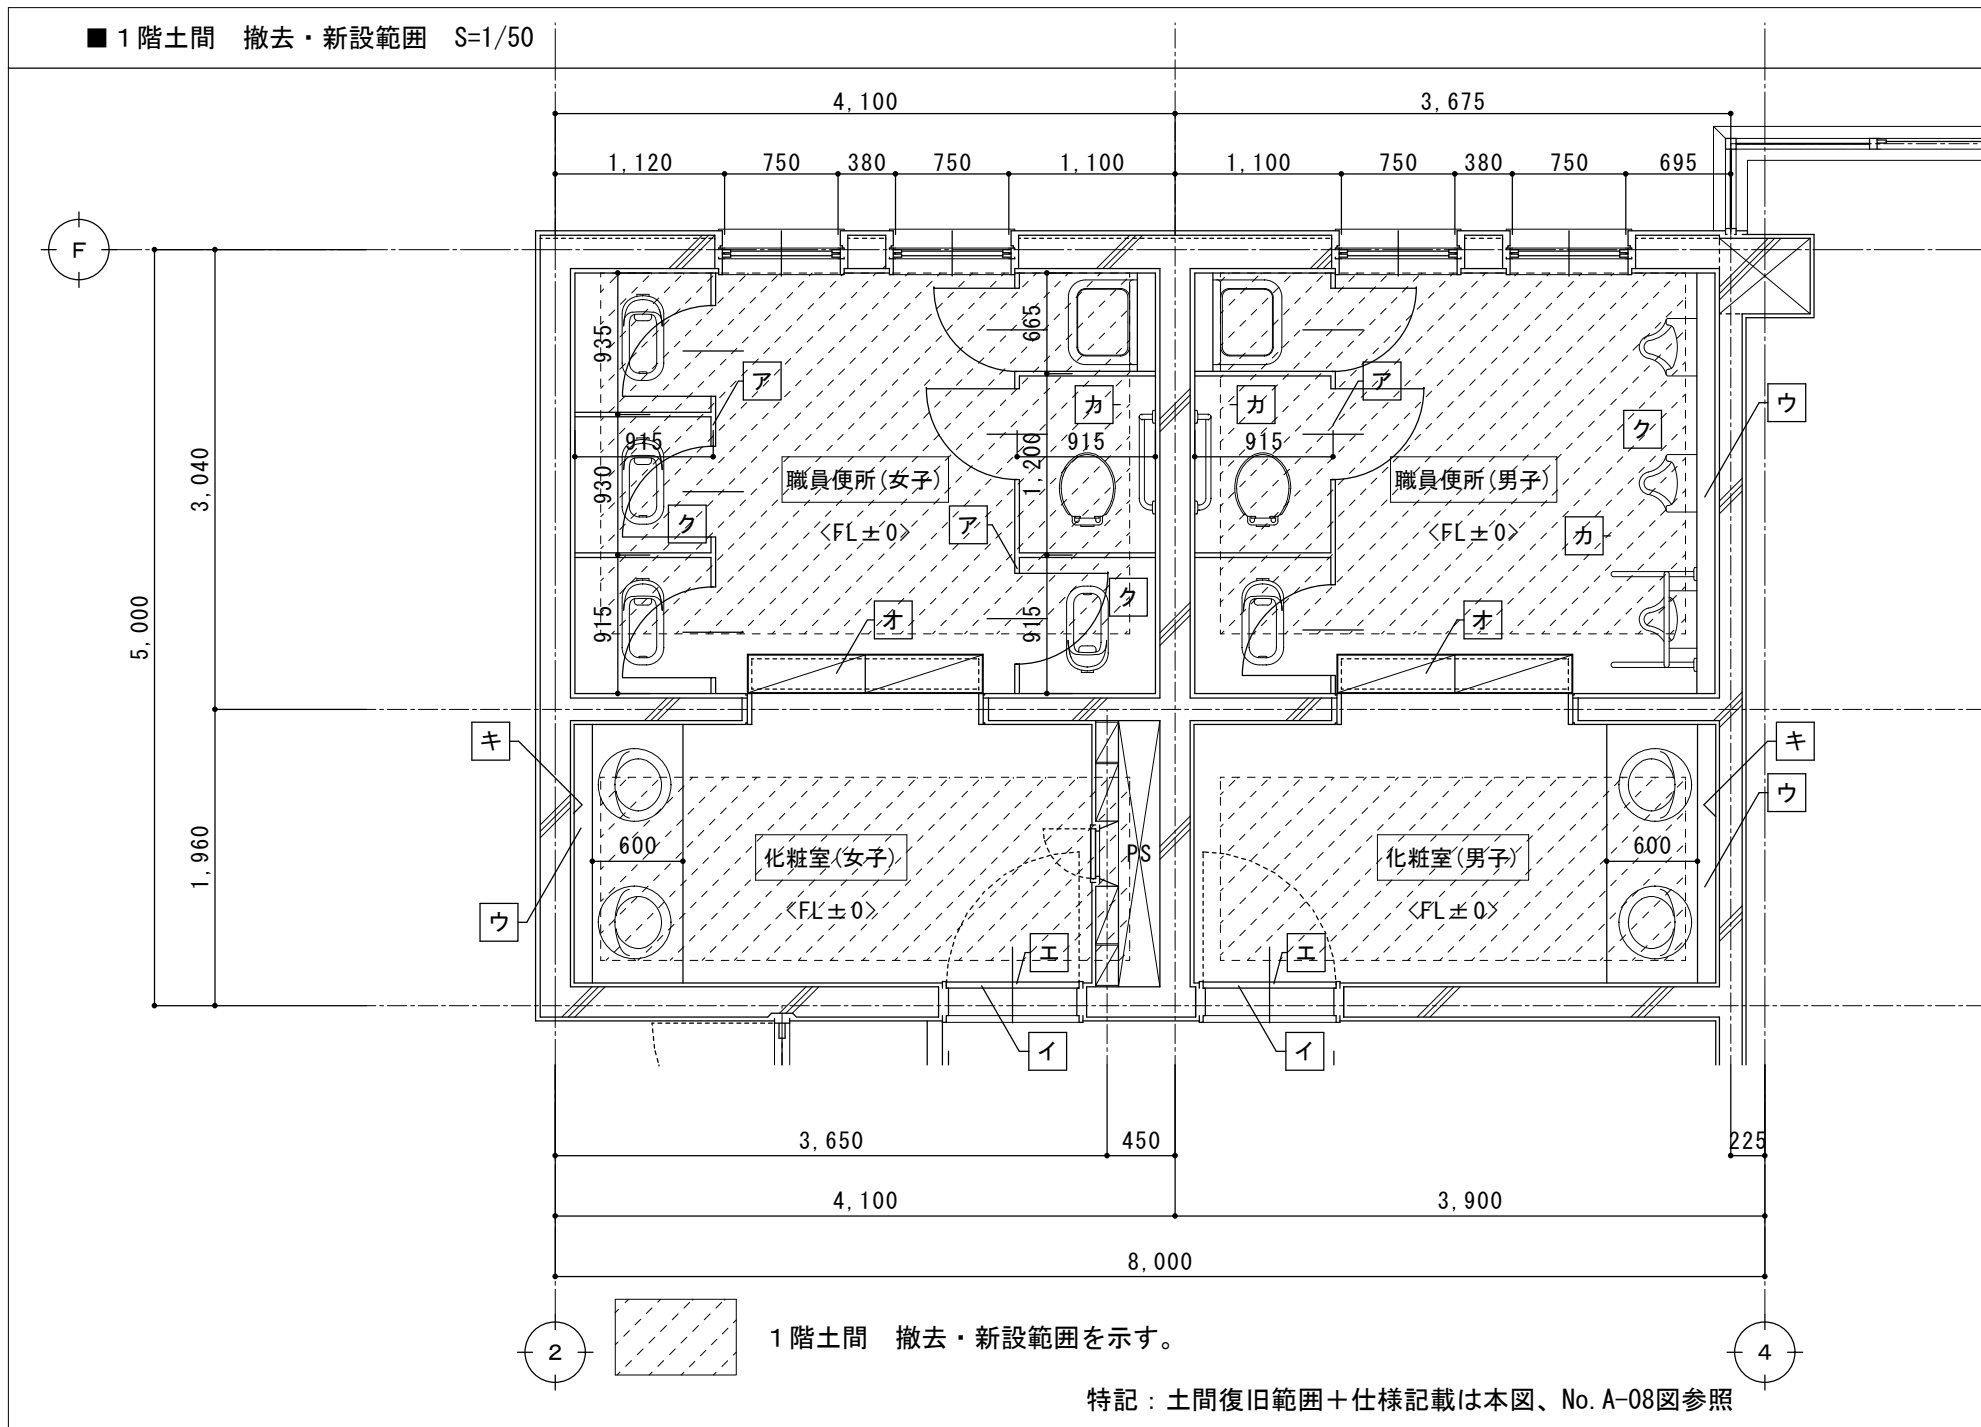 ■１階土間　撤去・新設範囲　S=1/50
4,100
3,675
1,120
750
380
750
1,100
1,100
750
380
750
695
F
935
665
ア
ア
カ
カ
ウ
ク
915
930
1,200
915
915
3,040
職員便所(女子)
職員便所(男子)
ク
<FL±0>
ア
<FL±0>
カ
5,000
915
オ
915
ク
オ
キ
キ
ウ
1,960
600
化粧室(女子)
PS
化粧室(男子)
600
ウ
<FL±0>
<FL±0>
エ
エ
イ
イ
3,650
450
225
4,100
3,900
8,000
2
１階土間　撤去・新設範囲を示す。
4
特記：土間復旧範囲＋仕様記載は本図、No.A-08図参照